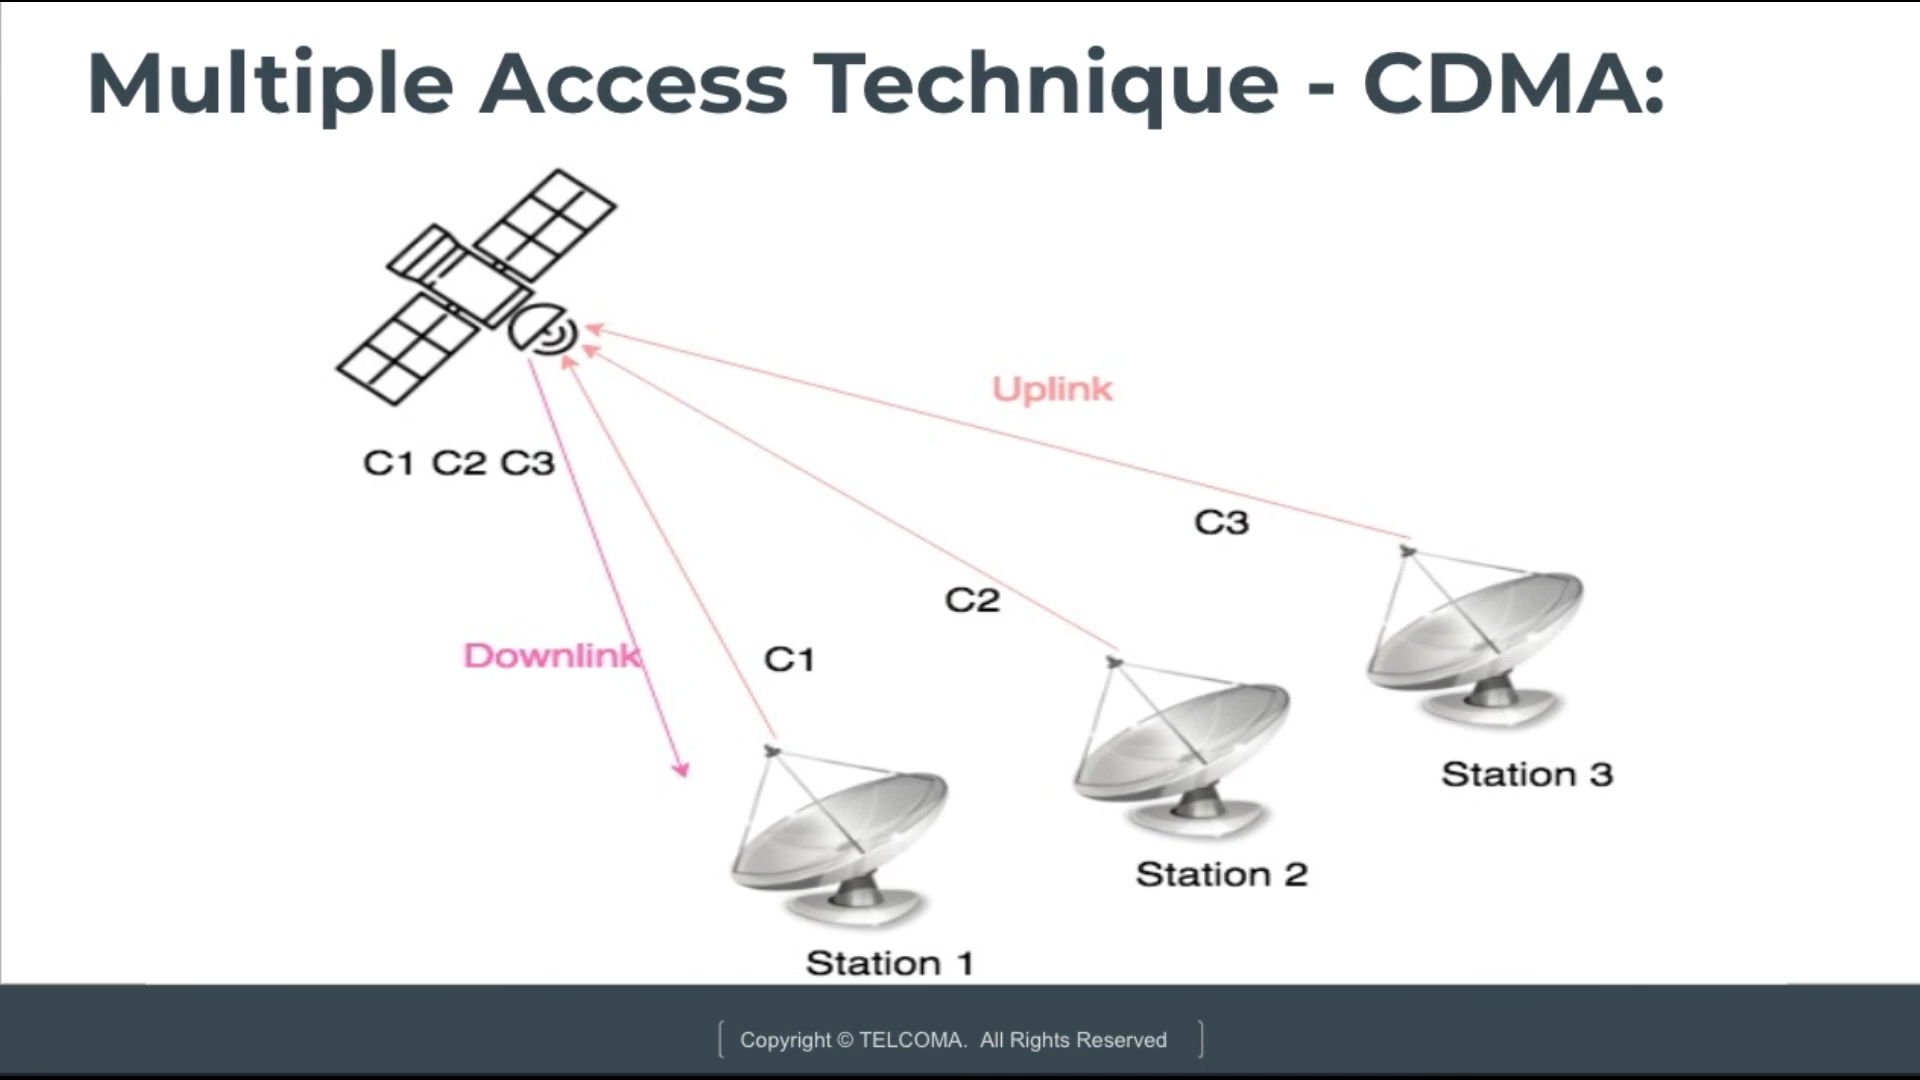 Multiple Access Technique - CDMA:
Uplink
C1 C2 C3
C3
C2
Downlink
C1
Station 3
Station 2
Station 1
Copyright © TELCOMA. All Rights Reserved